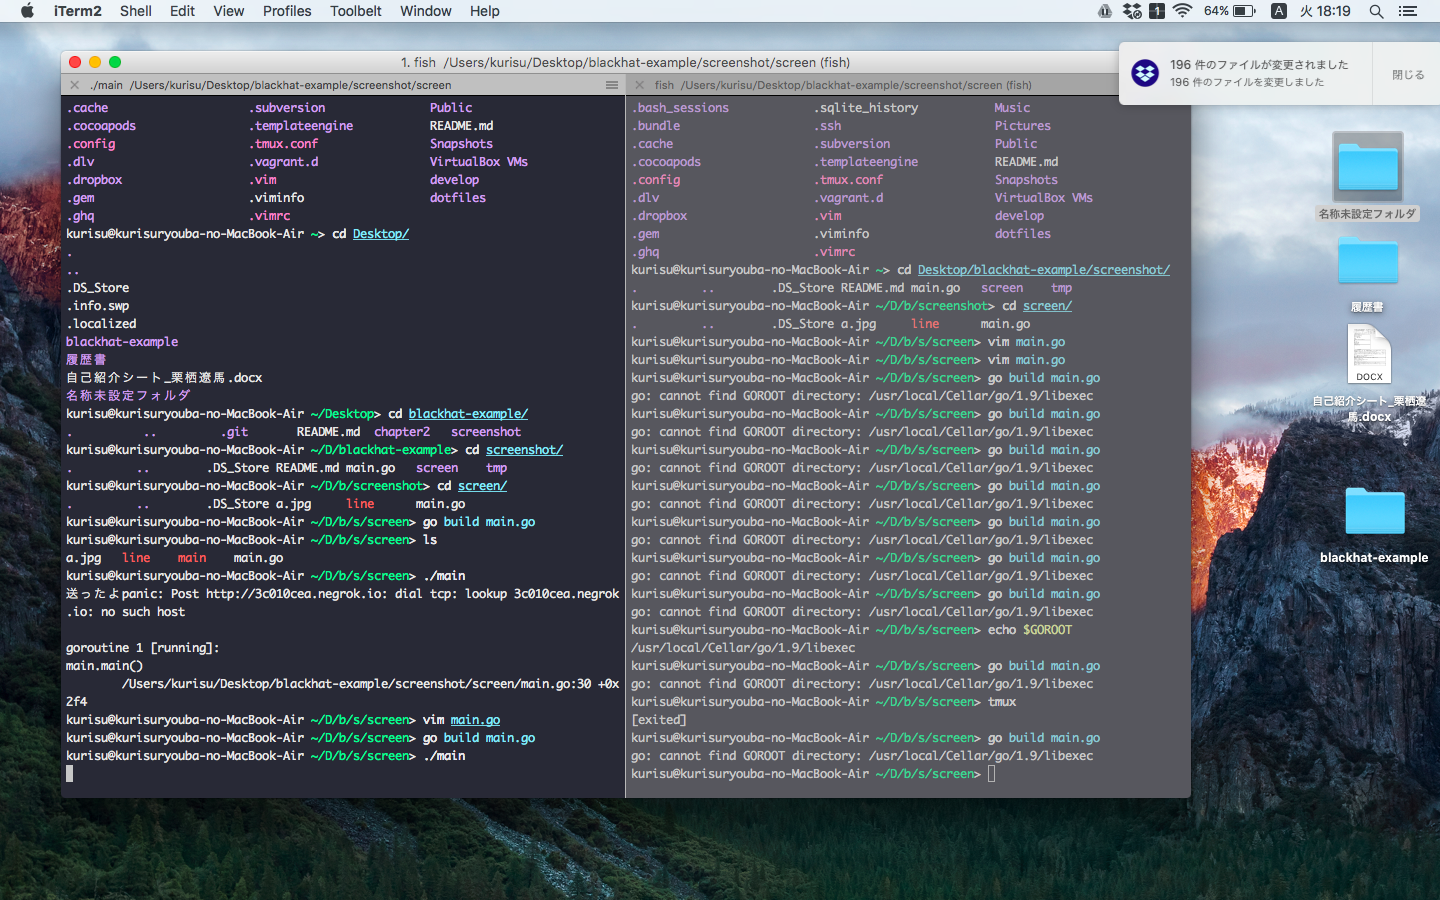 iTerm2 Shell Edit View Profiles Toolbelt Window Help
1 64% A 火 18:19
1. fish /Users/kurisu/Desktop/blackhat-example/screenshot/screen (fish)
./main /Users/kurisu/Desktop/blackhat-example/screenshot/screen
.cache .subversion Public
.cocoapods .templateengine README.md
.config .tmux.conf Snapshots
.dlv .vagrant.d VirtualBox VMs
.dropbox .vim develop
.gem .viminfo dotfiles
.ghq .vimrc
kurisu@kurisuryouba-no-MacBook-Air ~> cd Desktop/
.
..
.DS_Store
.info.swp
.localized
blackhat-example
履歴書
自己紹介シート_栗栖遼馬.docx
名称未設定フォルダ
kurisu@kurisuryouba-no-MacBook-Air ~/Desktop> cd blackhat-example/
. .. .git README.md chapter2 screenshot
kurisu@kurisuryouba-no-MacBook-Air ~/D/blackhat-example> cd screenshot/
. .. .DS_Store README.md main.go screen tmp
kurisu@kurisuryouba-no-MacBook-Air ~/D/b/screenshot> cd screen/
. .. .DS_Store a.jpg line main.go
kurisu@kurisuryouba-no-MacBook-Air ~/D/b/s/screen> go build main.go
kurisu@kurisuryouba-no-MacBook-Air ~/D/b/s/screen> ls
a.jpg line main main.go
kurisu@kurisuryouba-no-MacBook-Air ~/D/b/s/screen> ./main
送ったよpanic: Post http://3c010cea.negrok.io: dial tcp: lookup 3c010cea.negrok
.io: no such host
goroutine 1 [running]:
main.main()
/Users/kurisu/Desktop/blackhat-example/screenshot/screen/main.go:30 +0x
2f4
kurisu@kurisuryouba-no-MacBook-Air ~/D/b/s/screen> vim main.go
kurisu@kurisuryouba-no-MacBook-Air ~/D/b/s/screen> go build main.go
kurisu@kurisuryouba-no-MacBook-Air ~/D/b/s/screen> ./main
fish /Users/kurisu/Desktop/blackhat-example/screenshot/screen (fish)
.bash_sessions .sqlite_history Music
.bundle .ssh Pictures
.cache .subversion Public
.cocoapods .templateengine README.md
.config .tmux.conf Snapshots
.dlv .vagrant.d VirtualBox VMs
.dropbox .vim develop
.gem .viminfo dotfiles
.ghq .vimrc
kurisu@kurisuryouba-no-MacBook-Air ~> cd Desktop/blackhat-example/screenshot/
. .. .DS_Store README.md main.go screen tmp
kurisu@kurisuryouba-no-MacBook-Air ~/D/b/screenshot> cd screen/
. .. .DS_Store a.jpg line main.go
kurisu@kurisuryouba-no-MacBook-Air ~/D/b/s/screen> vim main.go
kurisu@kurisuryouba-no-MacBook-Air ~/D/b/s/screen> vim main.go
kurisu@kurisuryouba-no-MacBook-Air ~/D/b/s/screen> go build main.go
go: cannot find GOROOT directory: /usr/local/Cellar/go/1.9/libexec
kurisu@kurisuryouba-no-MacBook-Air ~/D/b/s/screen> go build main.go
go: cannot find GOROOT directory: /usr/local/Cellar/go/1.9/libexec
kurisu@kurisuryouba-no-MacBook-Air ~/D/b/s/screen> go build main.go
go: cannot find GOROOT directory: /usr/local/Cellar/go/1.9/libexec
kurisu@kurisuryouba-no-MacBook-Air ~/D/b/s/screen> go build main.go
go: cannot find GOROOT directory: /usr/local/Cellar/go/1.9/libexec
kurisu@kurisuryouba-no-MacBook-Air ~/D/b/s/screen> go build main.go
go: cannot find GOROOT directory: /usr/local/Cellar/go/1.9/libexec
kurisu@kurisuryouba-no-MacBook-Air ~/D/b/s/screen> go build main.go
go: cannot find GOROOT directory: /usr/local/Cellar/go/1.9/libexec
kurisu@kurisuryouba-no-MacBook-Air ~/D/b/s/screen> go build main.go
go: cannot find GOROOT directory: /usr/local/Cellar/go/1.9/libexec
kurisu@kurisuryouba-no-MacBook-Air ~/D/b/s/screen> echo $GOROOT
/usr/local/Cellar/go/1.9/libexec
kurisu@kurisuryouba-no-MacBook-Air ~/D/b/s/screen> go build main.go
go: cannot find GOROOT directory: /usr/local/Cellar/go/1.9/libexec
kurisu@kurisuryouba-no-MacBook-Air ~/D/b/s/screen> tmux
[exited]
kurisu@kurisuryouba-no-MacBook-Air ~/D/b/s/screen> go build main.go
go: cannot find GOROOT directory: /usr/local/Cellar/go/1.9/libexec
kurisu@kurisuryouba-no-MacBook-Air ~/D/b/s/screen>
196 件のファイルが変更されました
196 件のファイルを変更しました
閉じる
名称未設定フォルダ
履歴書
DOCX
自己紹介シート_栗栖遼
馬.docx
blackhat-example